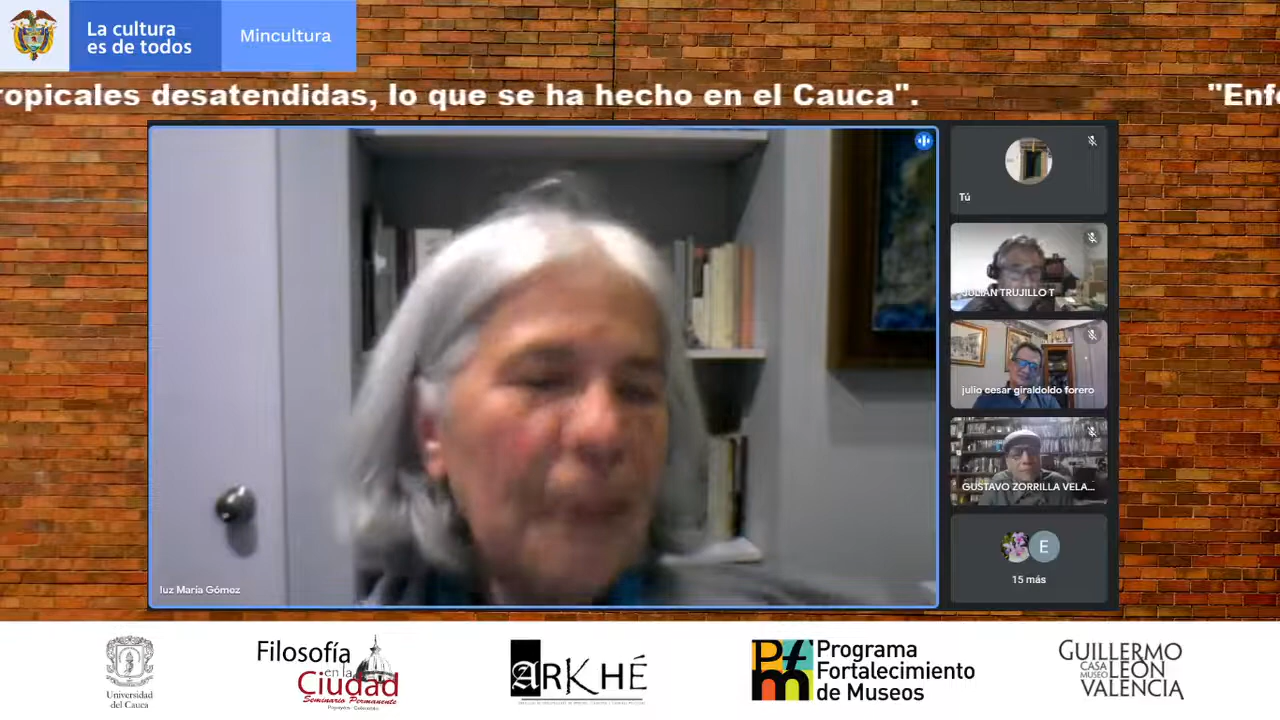 La cultura
es de todos
Mincultura
ropicales desatendidas, lo que se ha hecho en el Cauca". "Enfe
Tú
JULIAN TRUJILLO T
julio cesar giraldoldo forero
GUSTAVO ZORRILLA VELA...
E
15 más
luz María Gómez
Universidad
del Cauca
Filosofía
en la
Ciudad
Seminario Permanente
ARKHÉ
Pfm
Programa
Fortalecimiento
de Museos
GUILLERMO
CASA
MUSEO
LEÓN
VALENCIA